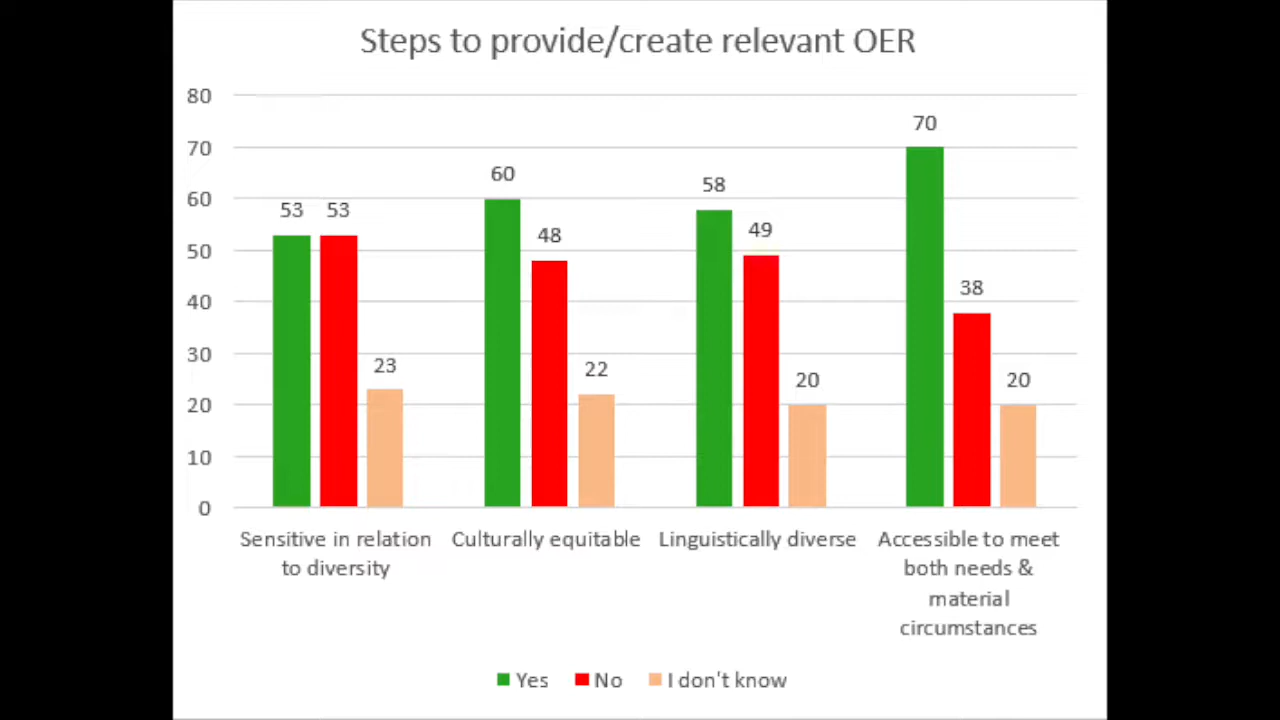 Steps to provide/create relevant OER
80
70
60
50
40
30
20
10
0
53 53 23
60 48 22
58 49 20
70 38 20
Sensitive in relation
to diversity
Culturally equitable
Linguistically diverse
Accessible to meet
both needs &
material
circumstances
Yes No I don't know